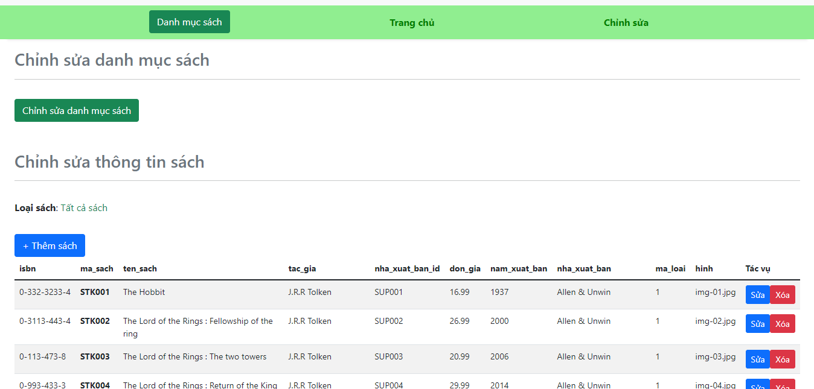 Danh mục sách Trang chủ Chỉnh sửa
Chỉnh sửa danh mục sách
Chỉnh sửa danh mục sách
Chỉnh sửa thông tin sách
Loại sách: Tất cả sách
+ Thêm sách
isbn ma_sach ten_sach tac_gia nha_xuat_ban_id don_gia nam_xuat_ban nha_xuat_ban ma_loai hinh Tác vụ
0-332-3233-4 STK001 The Hobbit J.R.R Tolken SUP001 16.99 1937 Allen & Unwin 1 img-01.jpg Sửa Xóa
0-3113-443-4 STK002 The Lord of the Rings : Fellowship of the J.R.R Tolken SUP002 26.99 2000 Allen & Unwin 1 img-02.jpg Sửa Xóa
ring
0-113-473-8 STK003 The Lord of the Rings : The two towers J.R.R Tolken SUP003 20.99 2006 Allen & Unwin 1 img-03.jpg Sửa Xóa
0-993-433-3 STK004 The Lord of the Rings : Return of the King J.R.R Tolken SUP004 29.99 2014 Allen & Unwin 1 img-04.jpg Sửa Xóa